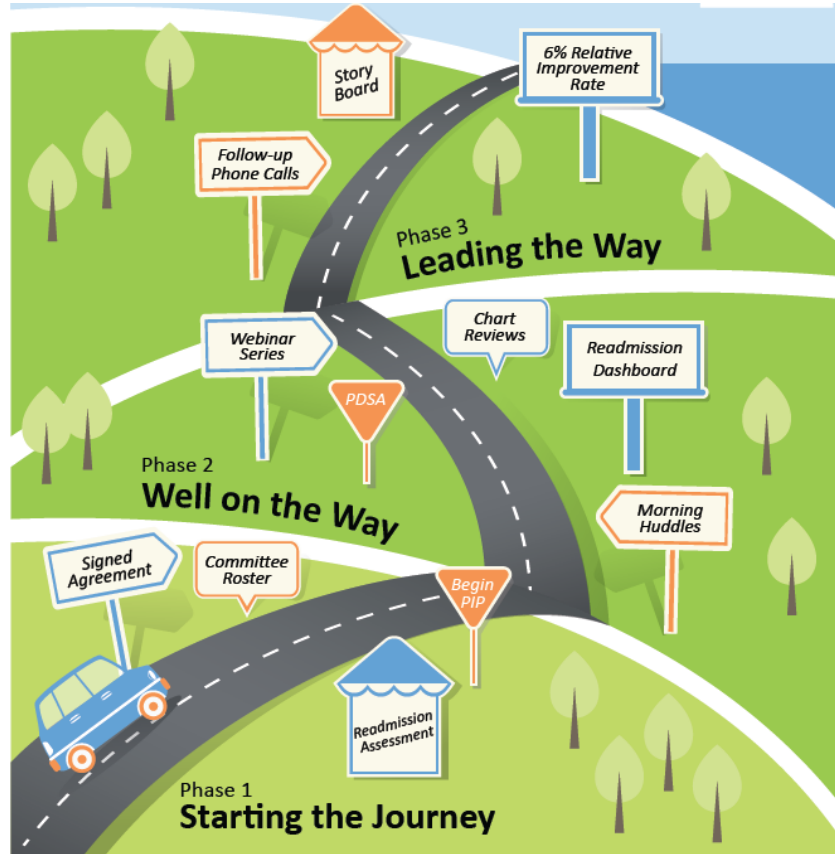 Story
Board
6% Relative
Improvement
Rate
Follow-up
Phone Calls
Phase 3
Leading the Way
Webinar
Series
Chart
Reviews
Readmission
Dashboard
PDSA
Phase 2
Well on the Way
Morning
Huddles
Signed
Agreement
Committee
Roster
Begin
PIP
Readmission
Assessment
Phase 1
Starting the Journey